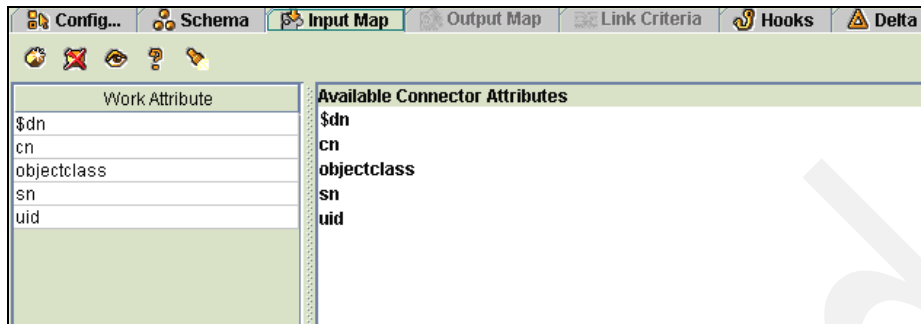 Config... Schema Input Map Output Map Link Criteria Hooks Delta
Work Attribute
$dn
cn
objectclass
sn
uid
Available Connector Attributes
$dn
cn
objectclass
sn
uid